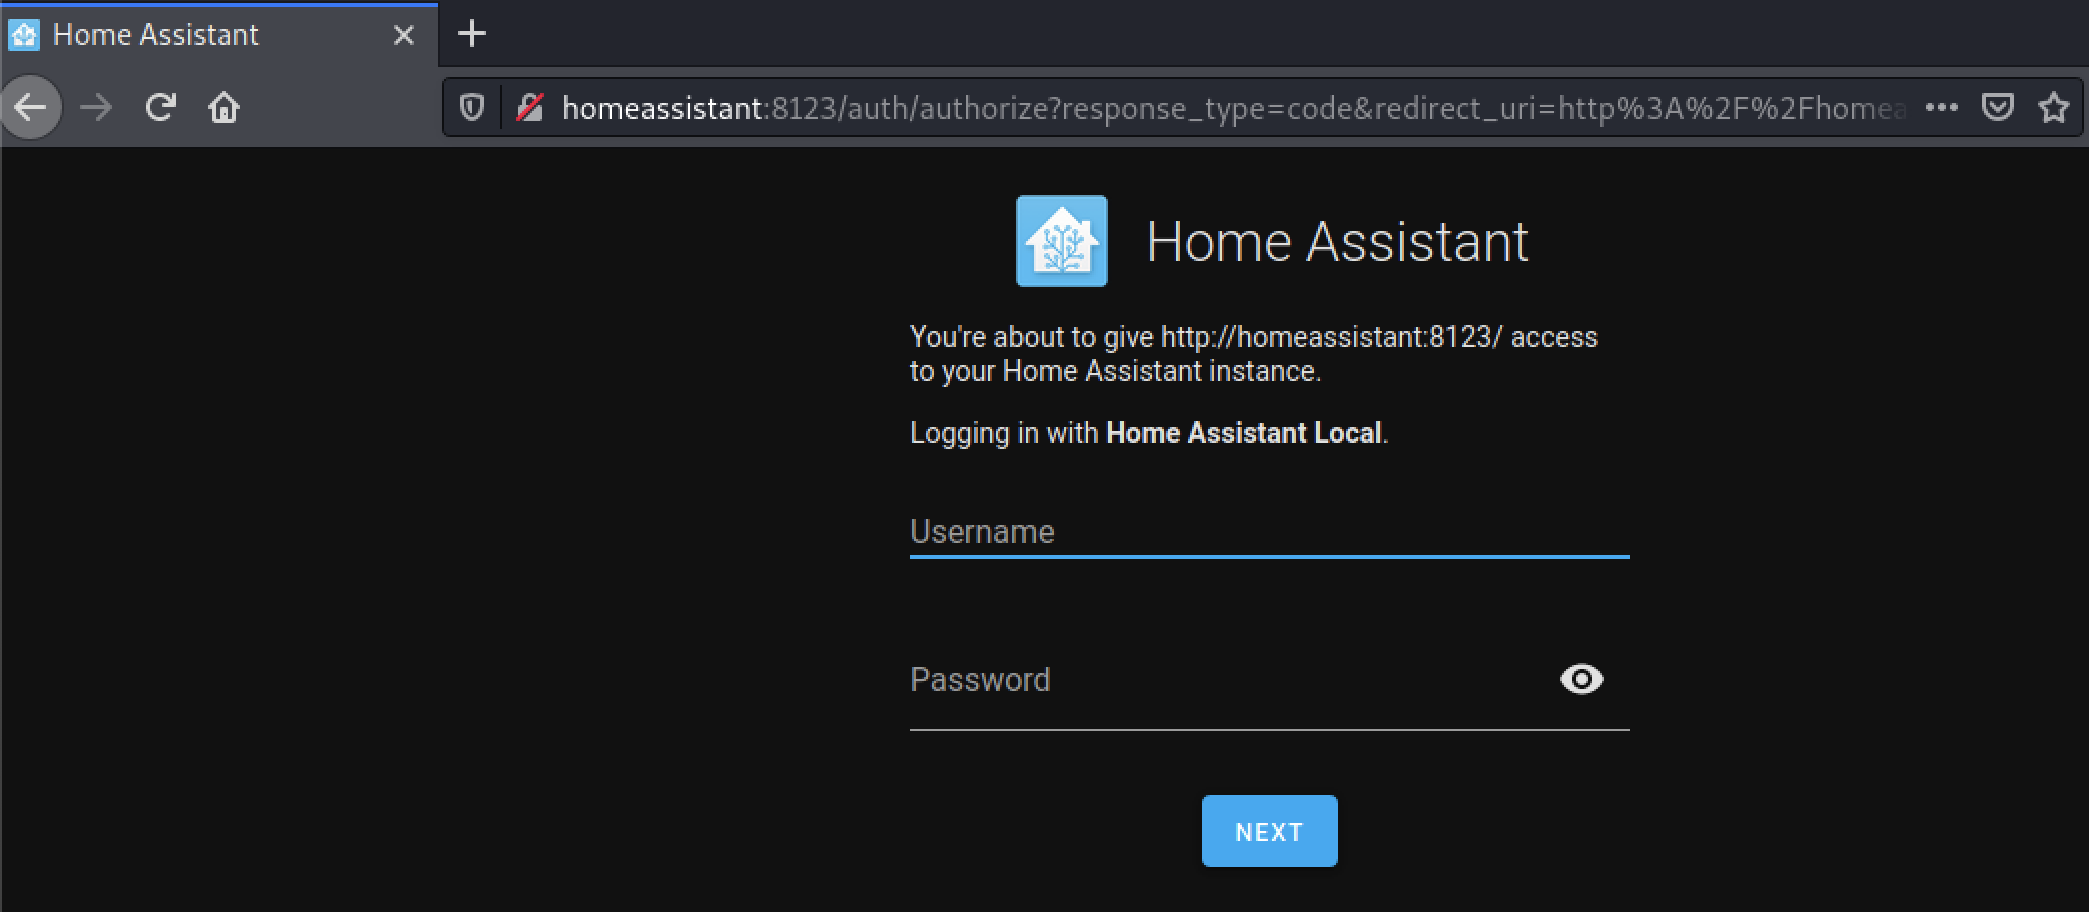 Home Assistant
homeassistant:8123/auth/authorize?response_type=code&redirect_uri=http%3A%2F%2Fhomea
Home Assistant
You're about to give http://homeassistant:8123/ access
to your Home Assistant instance.
Logging in with Home Assistant Local.
Username
Password
NEXT